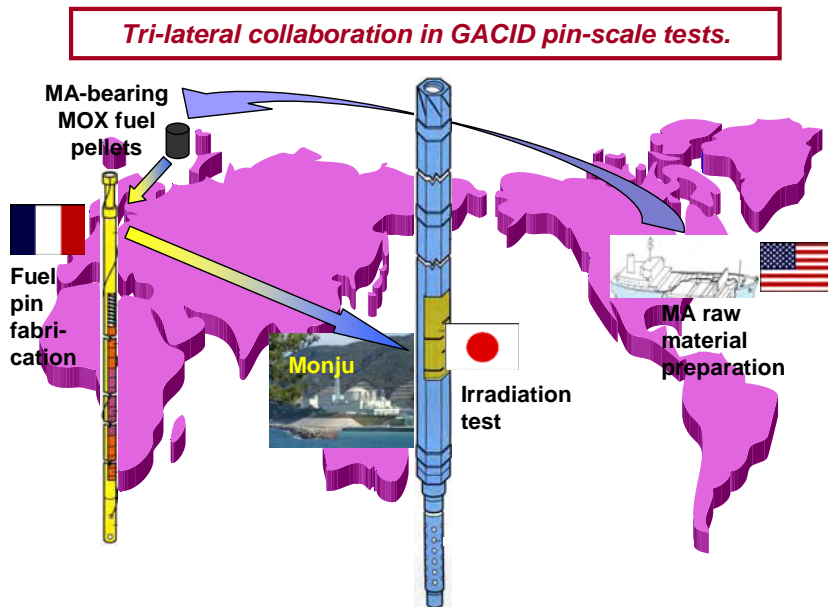 Tri-lateral collaboration in GACID pin-scale tests.
MA-bearing
MOX fuel
pellets
Fuel
pin
fabri-
cation
Monju
Irradiation
test
MA raw
material
preparation